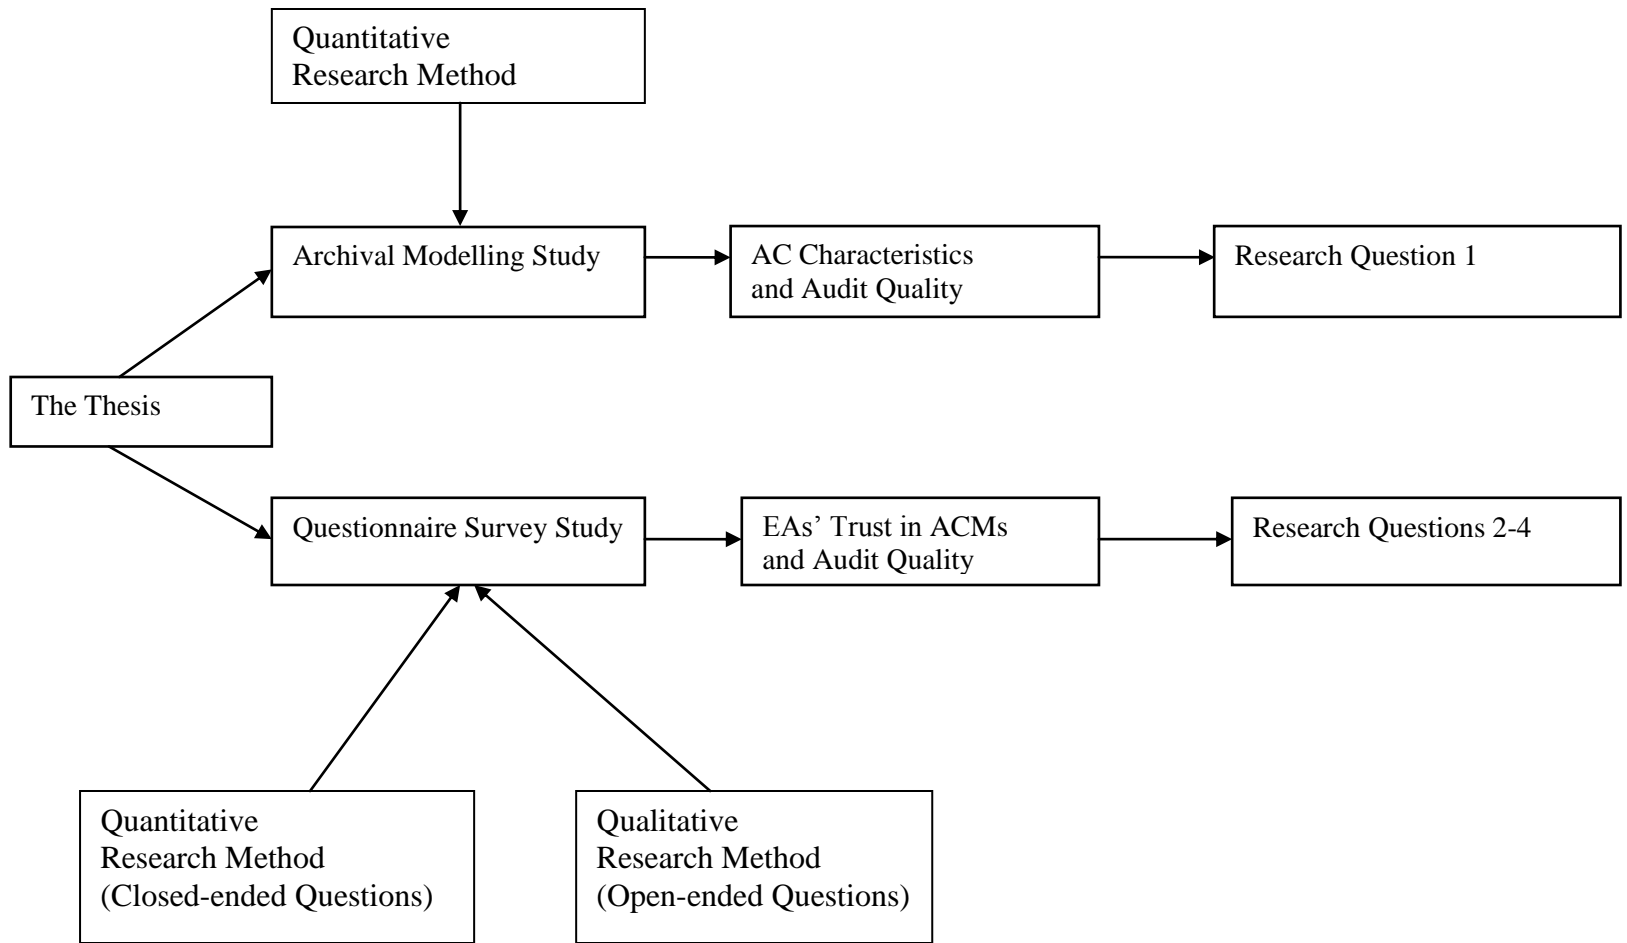 Quantitative
Research Method
Archival Modelling Study
AC Characteristics
and Audit Quality
Research Question 1
The Thesis
Questionnaire Survey Study
EAs’ Trust in ACMs
and Audit Quality
Research Questions 2-4
Quantitative
Research Method
(Closed-ended Questions)
Qualitative
Research Method
(Open-ended Questions)